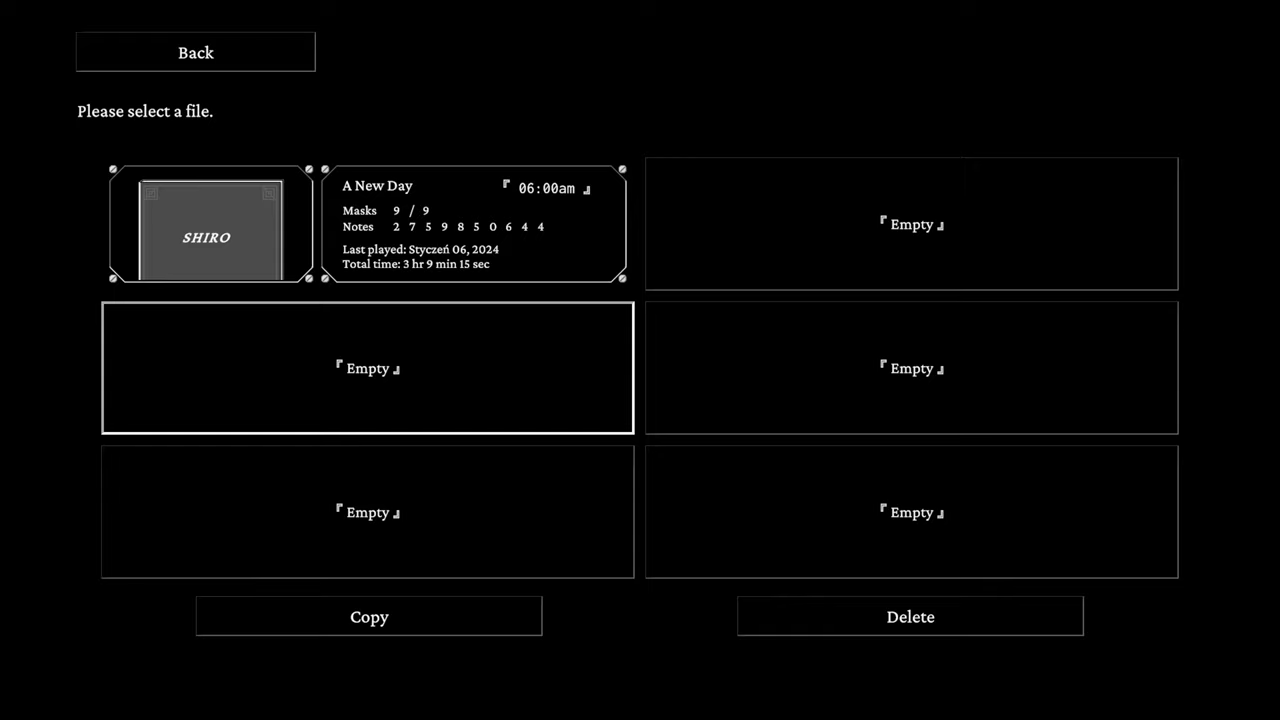 Back
Please select a file.
SHIRO
A New Day
『 06:00am 』
Masks 9 / 9
Notes 2 7 5 9 8 5 0 6 4 4
Last played: Styczeń 06, 2024
Total time: 3 hr 9 min 15 sec
『 Empty 』
『 Empty 』
『 Empty 』
『 Empty 』
『 Empty 』
Copy
Delete